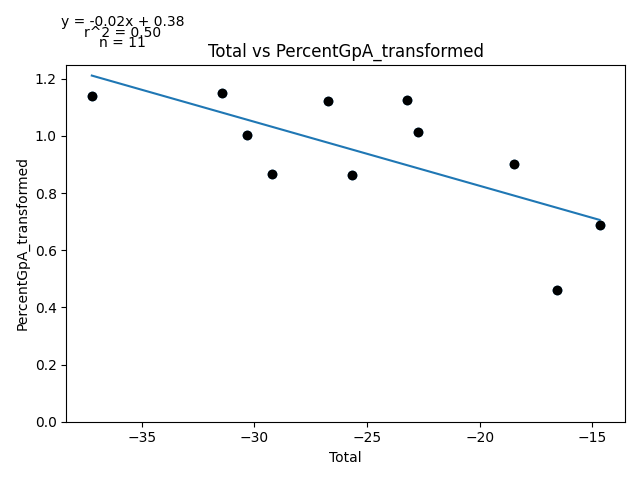 y = -0.02x + 0.38
r^2 = 0.50
n = 11
Total vs PercentGpA_transformed
1.2
1.0
0.8
0.6
0.4
0.2
0.0
PercentGpA_transformed
−35
−30
−25
−20
−15
Total